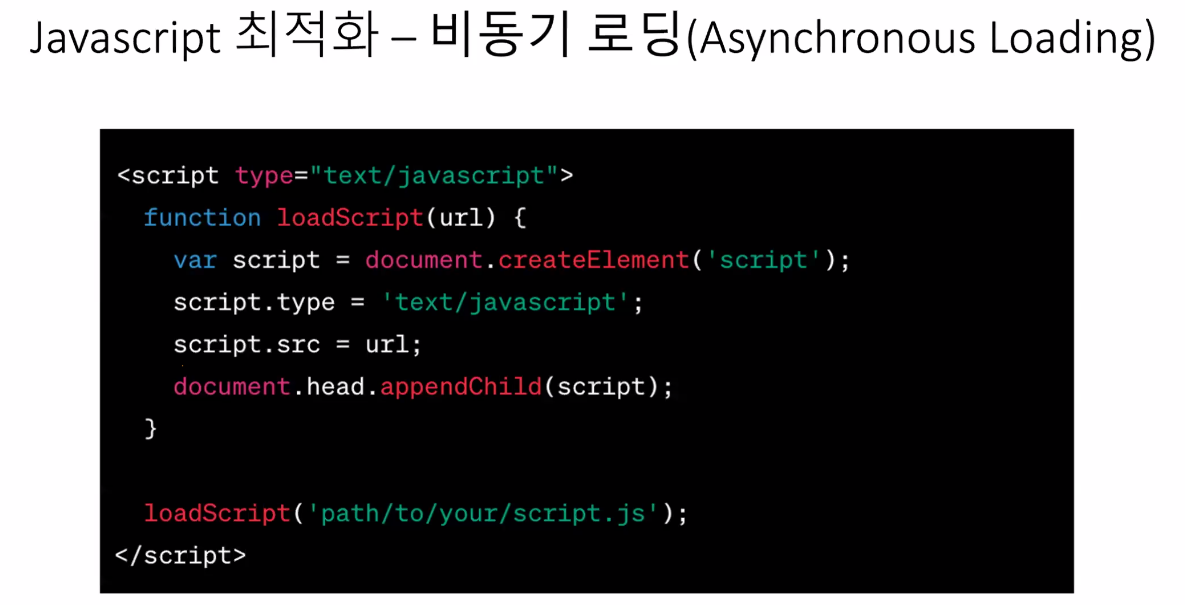 Javascript 최적화 – 비동기 로딩(Asynchronous Loading)
<script type="text/javascript">
  function loadScript(url) {
    var script = document.createElement('script');
    script.type = 'text/javascript';
    script.src = url;
    document.head.appendChild(script);
  }

  loadScript('path/to/your/script.js');
</script>